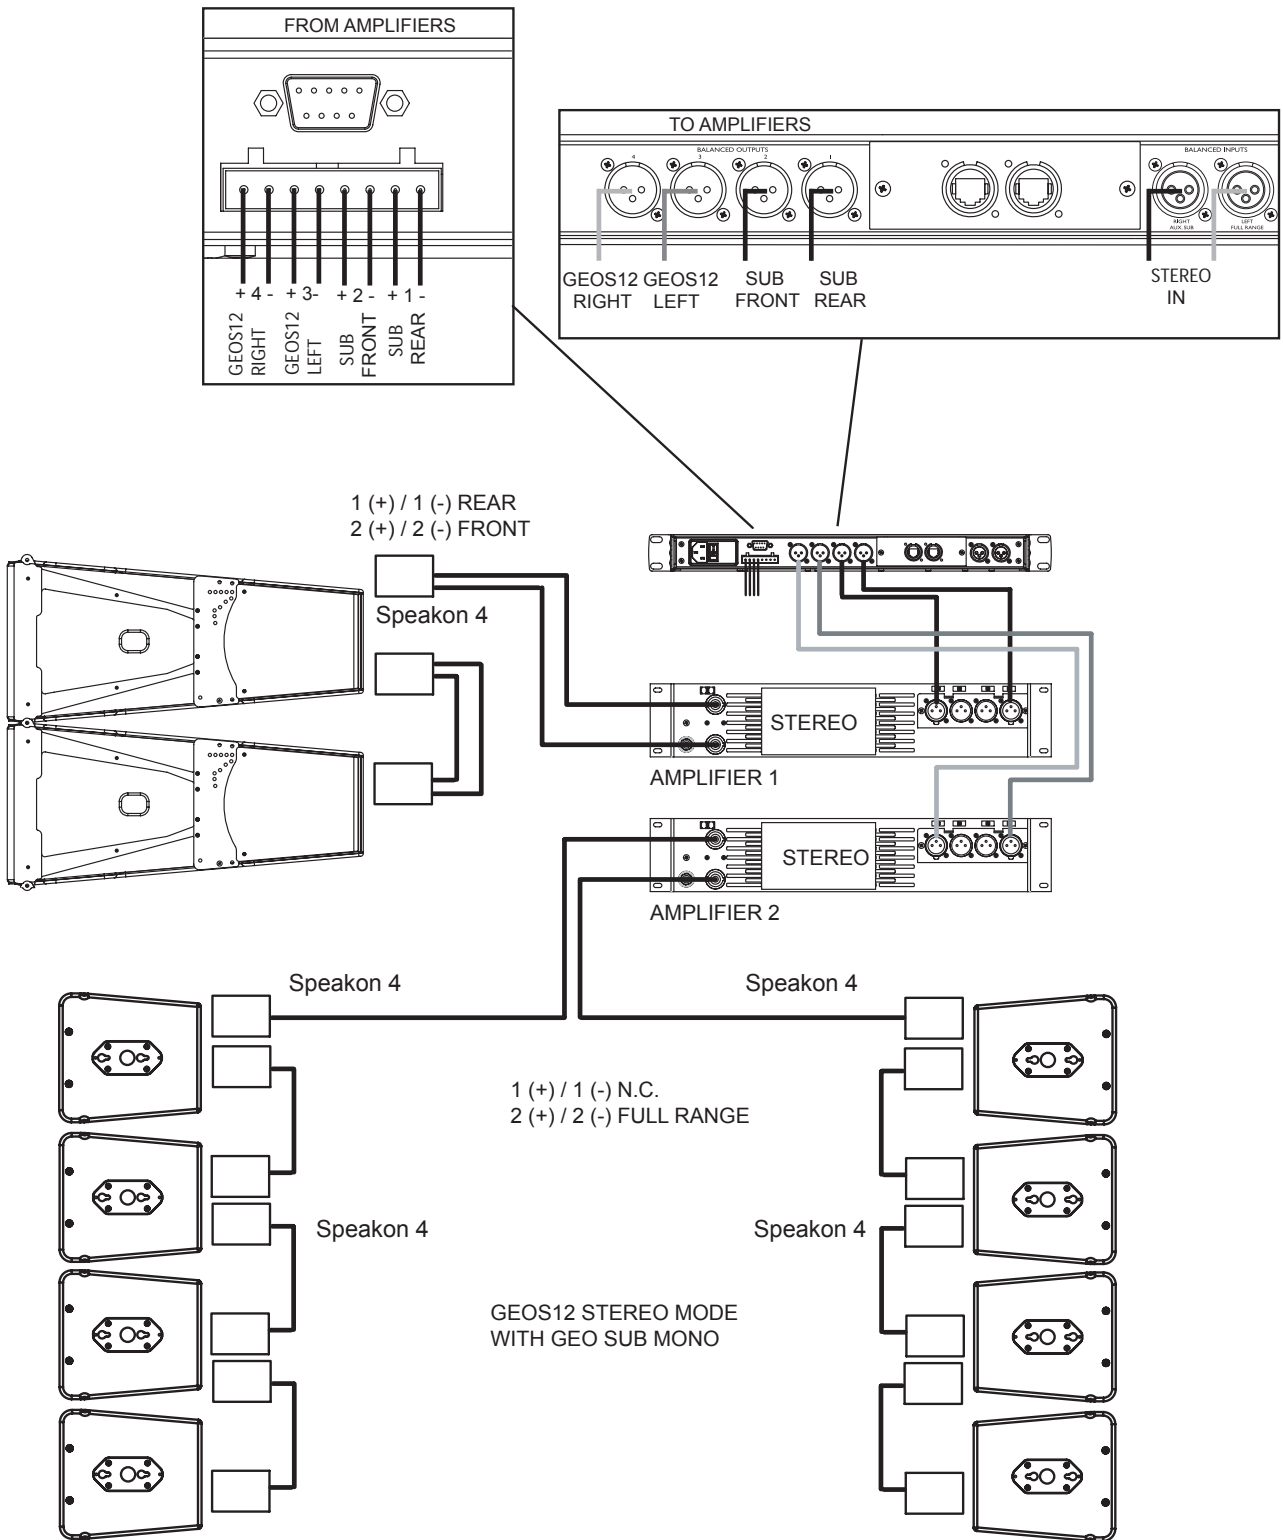 FROM AMPLIFIERS
+ 4 - + 3- + 2 - + 1 -
GEOS12
RIGHT
GEOS12
LEFT
SUB
FRONT
SUB
REAR
TO AMPLIFIERS
BALANCED OUTPUTS
4 3 2 1
BALANCED INPUTS
RIGHT
AUX. SUB
LEFT
FULL RANGE
GEOS12
RIGHT
GEOS12
LEFT
SUB
FRONT
SUB
REAR
STEREO
IN
1 (+) / 1 (-) REAR
2 (+) / 2 (-) FRONT
Speakon 4
STEREO
AMPLIFIER 1
STEREO
AMPLIFIER 2
Speakon 4
Speakon 4
1 (+) / 1 (-) N.C.
2 (+) / 2 (-) FULL RANGE
Speakon 4
Speakon 4
GEOS12 STEREO MODE
WITH GEO SUB MONO